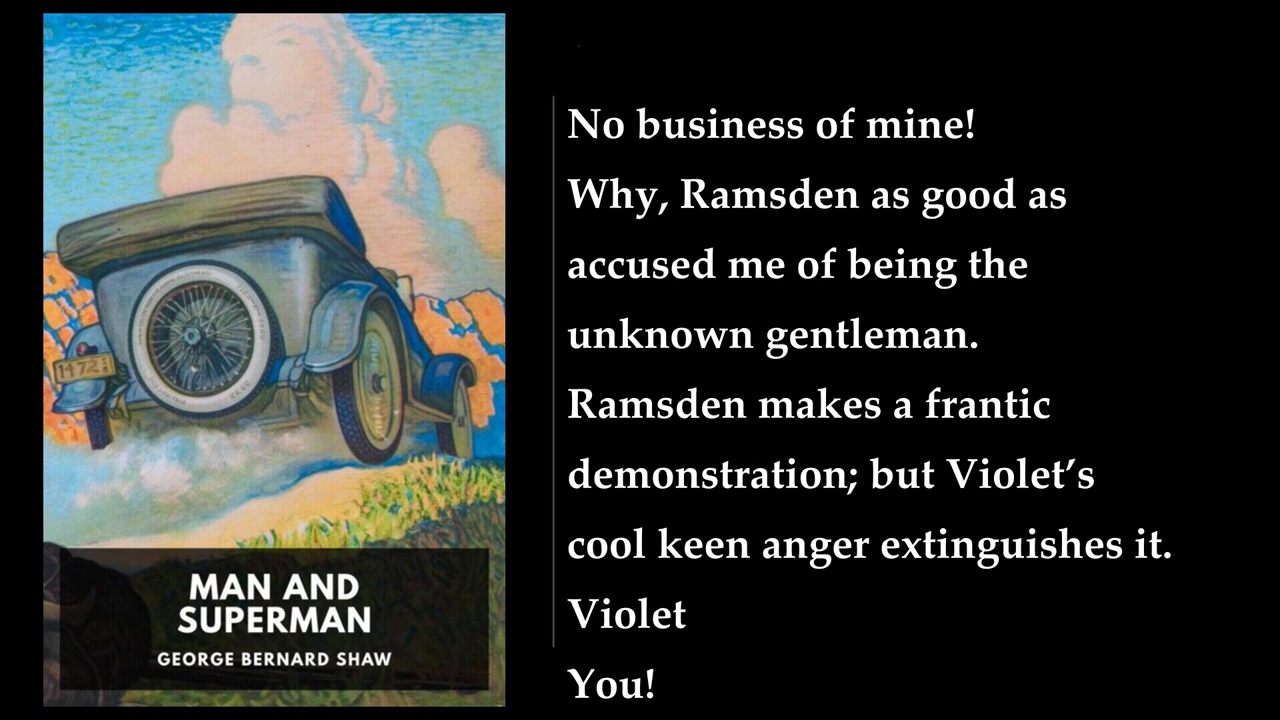 1472
MAN AND
SUPERMAN
GEORGE BERNARD SHAW
No business of mine!
Why, Ramsden as good as
accused me of being the
unknown gentleman.
Ramsden makes a frantic
demonstration; but Violet’s
cool keen anger extinguishes it.
Violet
You!